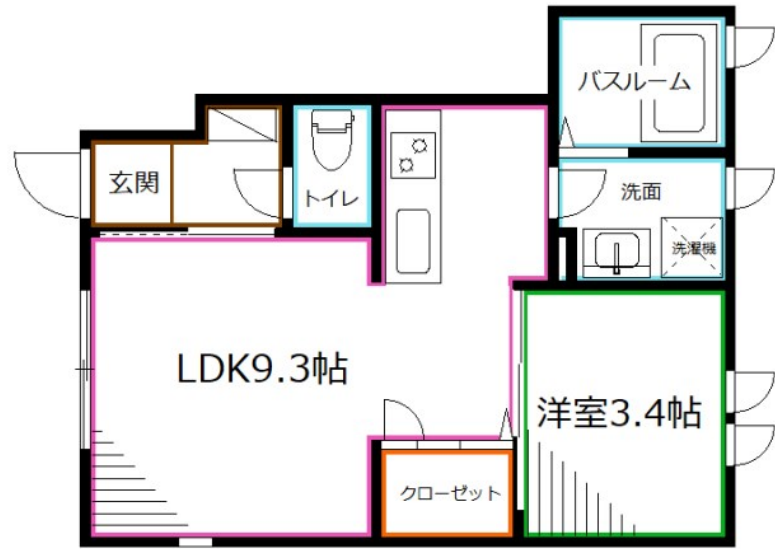 バスルーム
玄関
トイレ
洗面
洗濯機
LDK9.3帖
洋室3.4帖
クローゼット